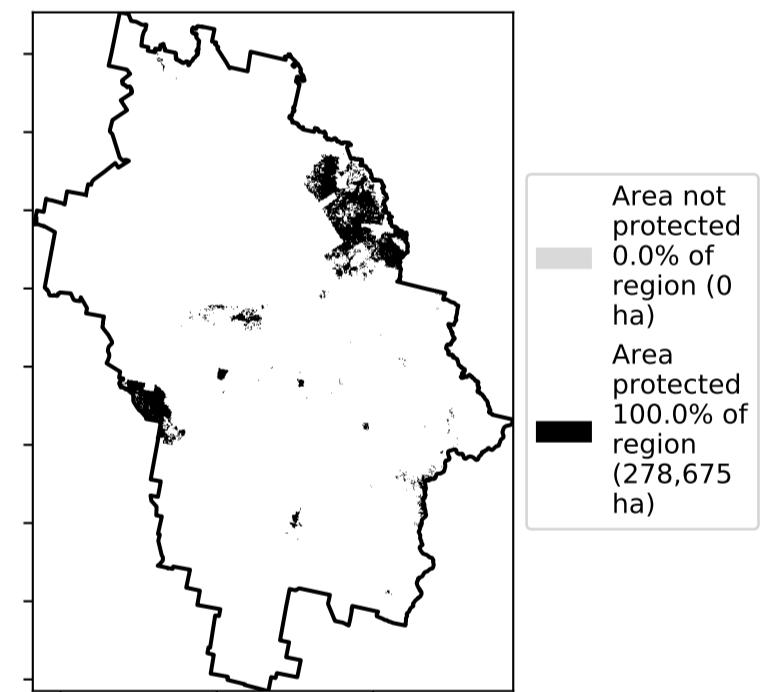 Area not
protected
0.0% of
region (0
ha)
Area
protected
100.0% of
region
(278,675
ha)